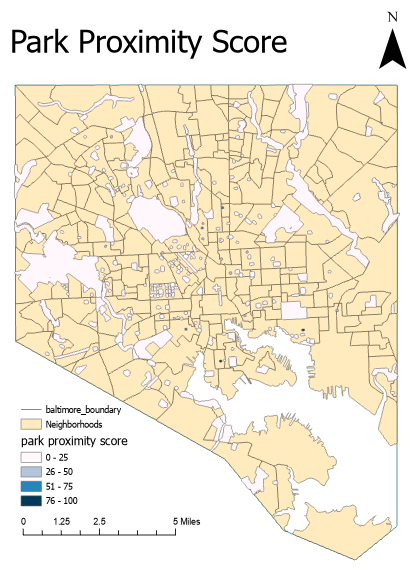 N
Park Proximity Score
baltimore_boundary
Neighborhoods
park proximity score
0 - 25
26 - 50
51 - 75
76 - 100
0 1.25 2.5 5 Miles